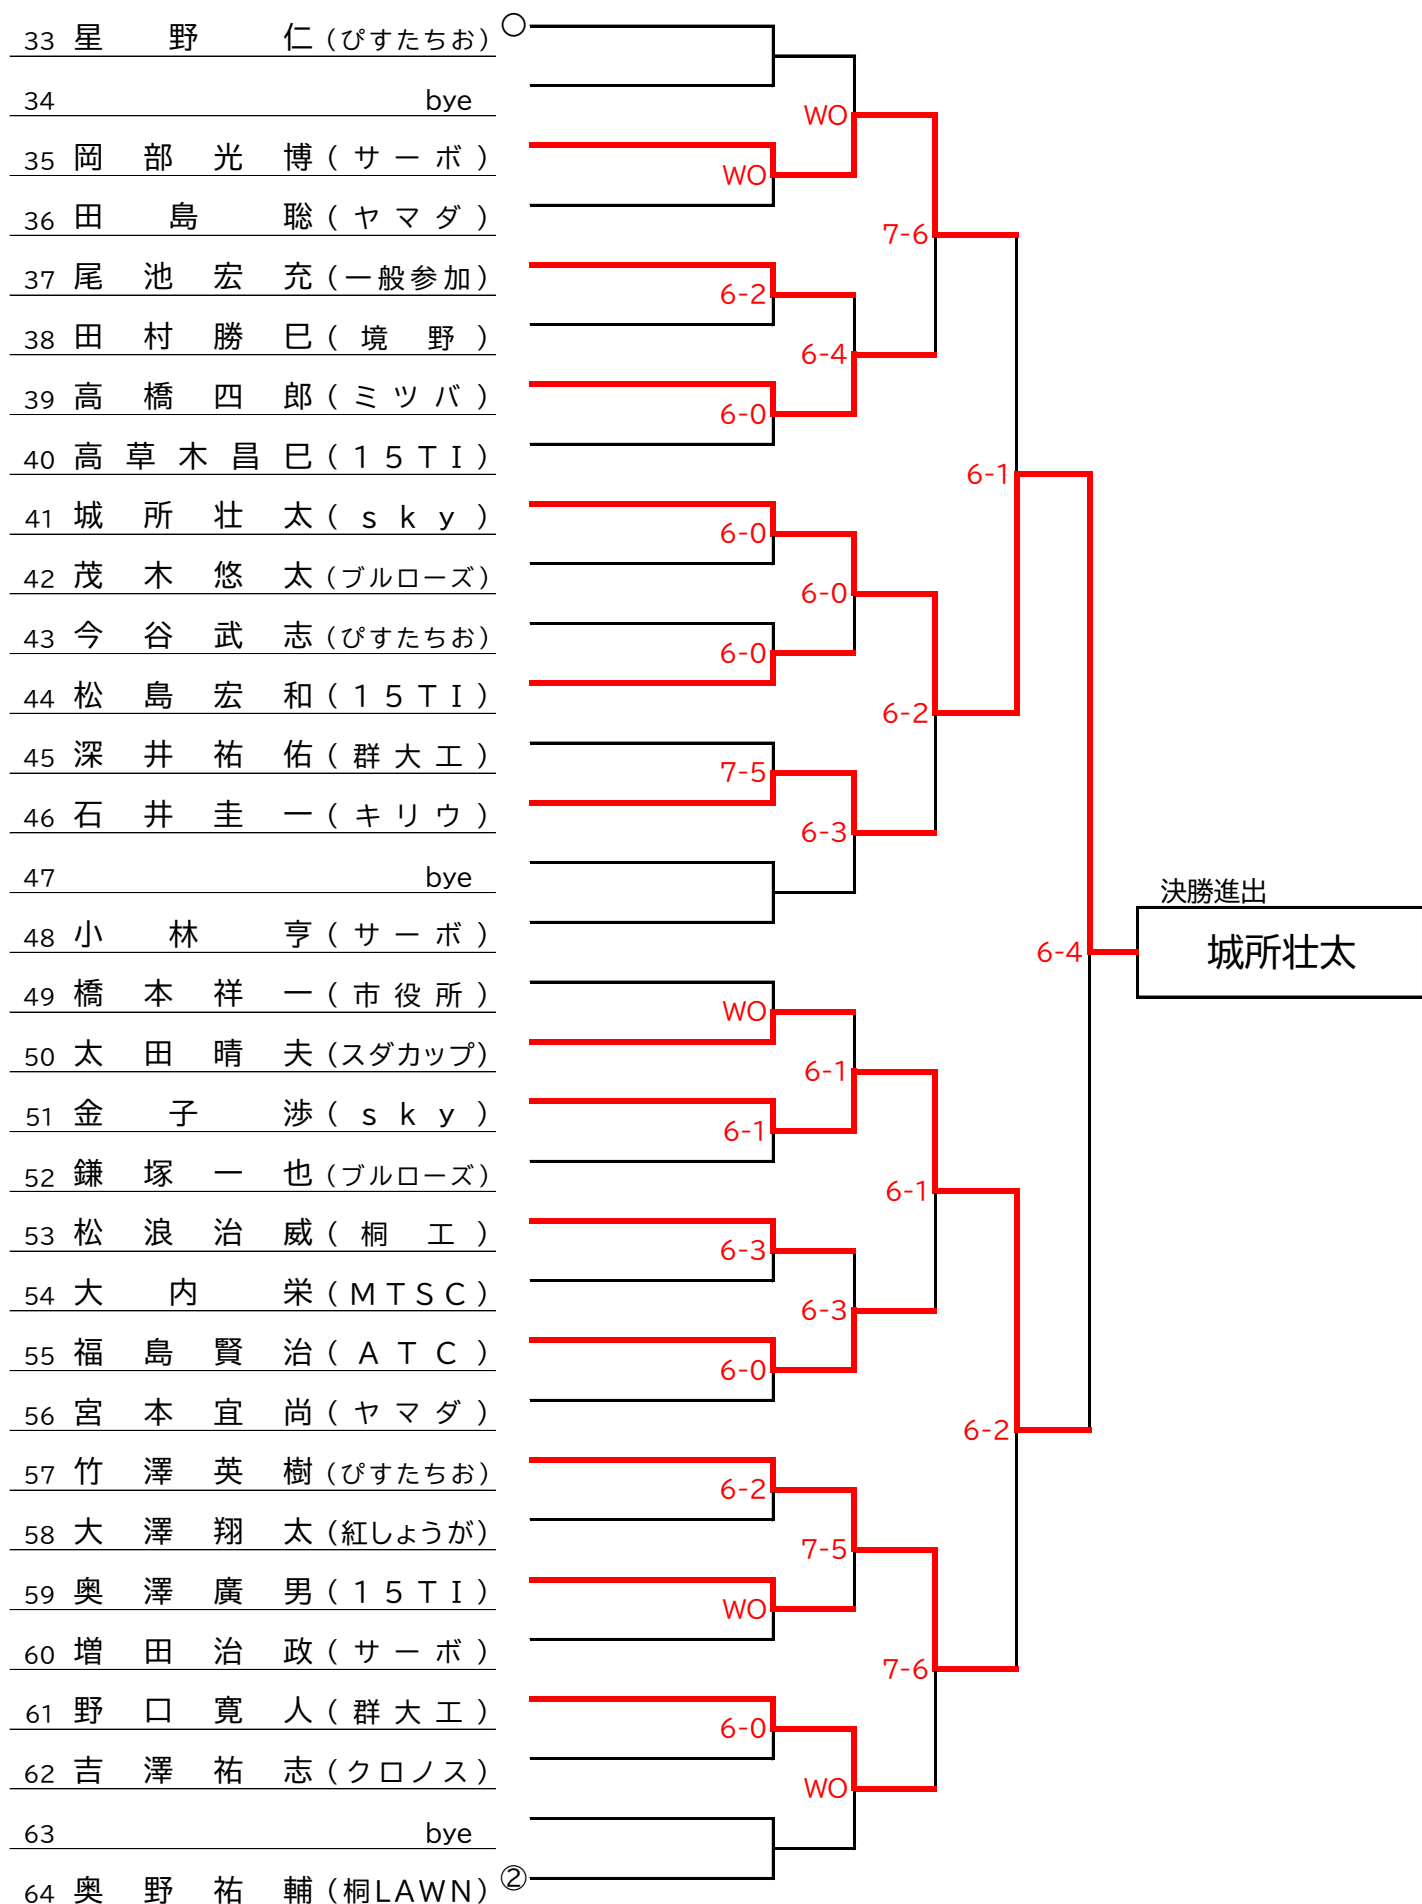 33 星野仁(ぴすたちお) ○
34 bye
WO
35 岡部光博(サーボ)
WO
36 田島聡(ヤマダ)
7-6
37 尾池宏充(一般参加)
6-2
38 田村勝巳(境野)
6-4
39 高橋四郎(ミツバ)
6-0
40 高草木昌巳(15TI)
6-1
41 城所壮太(sky)
6-0
42 茂木悠太(ブルローズ)
6-0
43 今谷武志(ぴすたちお)
6-0
44 松島宏和(15TI)
6-2
45 深井祐佑(群大工)
7-5
46 石井圭一(キリウ)
6-3
47 bye
決勝進出
48 小林亨(サーボ)
6-4 城所壮太
49 橋本祥一(市役所)
WO
50 太田晴夫(スダカップ)
6-1
51 金子渉(sky)
6-1
52 鎌塚一也(ブルローズ)
6-1
53 松浪治威(桐工)
6-3
54 大内栄(MTSC)
6-3
55 福島賢治(ATC)
6-0
56 宮本宜尚(ヤマダ)
6-2
57 竹澤英樹(ぴすたちお)
6-2
58 大澤翔太(紅しょうが)
7-5
59 奥澤廣男(15TI)
WO
60 増田治政(サーボ)
7-6
61 野口寛人(群大工)
6-0
62 吉澤祐志(クロノス)
WO
63 bye
64 奥野祐輔(桐LAWN) ②